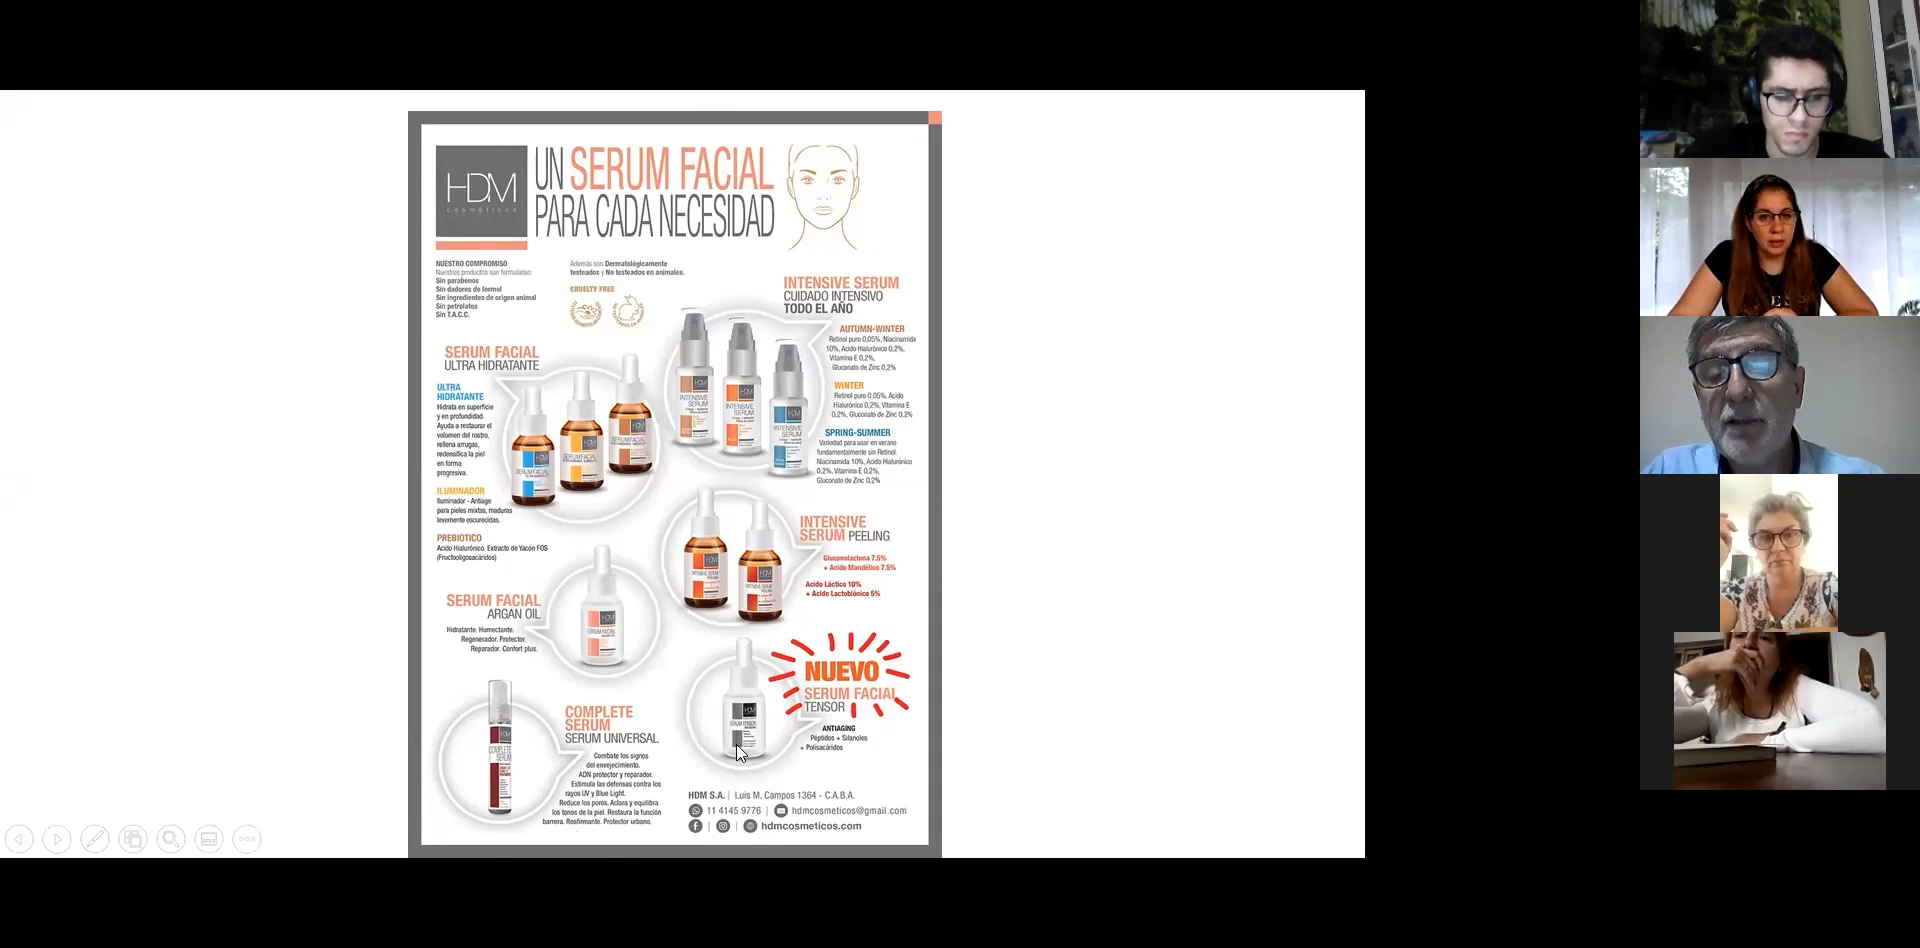 HDM
cosmeticca
UN SERUM FACIAL
PARA CADA NECESIDAD
NUESTRO COMPROMISO
Nuestros productos son formulados:
Sin parabenos
Sin dadores de formol
Sin ingredientes de origen animal
Sin petrolatos
Sin T.A.C.C.
Además son Dermatológicamente
testeados y No testeados en animales.
CRUELTY FREE
SERUM FACIAL
ULTRA HIDRATANTE
ULTRA
HIDRATANTE
Hidrata en superficie
y en profundidad.
Ayuda a restaurar el
volumen del rostro,
rellena arrugas,
redensifica la piel
en forma
progresiva.
ILUMINADOR
Iluminador - Antiage
para pieles mixtas, maduras
levemente oscurecidas.
PREBIOTICO
Acido Hialurónico. Extracto de Yacón FOS
(Fructooligosacáridos)
INTENSIVE SERUM
CUIDADO INTENSIVO
TODO EL AÑO
AUTUMN-WINTER
Retinol puro 0,05%, Niacinamida
10%, Acido Hialurónico 0,2%,
Vitamina E 0,2%,
Gluconato de Zinc 0,2%
WINTER
Retinol puro 0,05%, Acido
Hialurónico 0,2%, Vitamina E
0,2%, Gluconato de Zinc 0,2%
SPRING-SUMMER
Variedad para usar en verano
fundamentalmente sin Retinol.
Niacinamida 10%, Acido Hialurónico
0,2%, Vitamina E 0,2%,
Gluconato de Zinc 0,2%
INTENSIVE
SERUM PEELING
Gluconolactona 7.5%
+ Acido Mandélico 7.5%
Acido Láctico 10%
+ Acido Lactobiónico 5%
SERUM FACIAL
ARGAN OIL
Hidratante. Humectante.
Regenerador. Protector.
Reparador. Confort plus.
NUEVO
SERUM FACIAL
TENSOR
ANTIAGING
Péptidos + Silanoles
+ Polisacáridos
COMPLETE
SERUM
SERUM UNIVERSAL
Combate los signos
del envejecimiento.
ADN protector y reparador.
Estimula las defensas contra los
rayos UV y Blue Light.
Reduce los poros. Aclara y equilibra
los tonos de la piel. Restaura la función
barrera. Reafirmante. Protector urbano.
HDM S.A. | Luis M. Campos 1364 - C.A.B.A.
11 4145 9776 | hdmcosmeticos@gmail.com
hdmcosmeticos.com